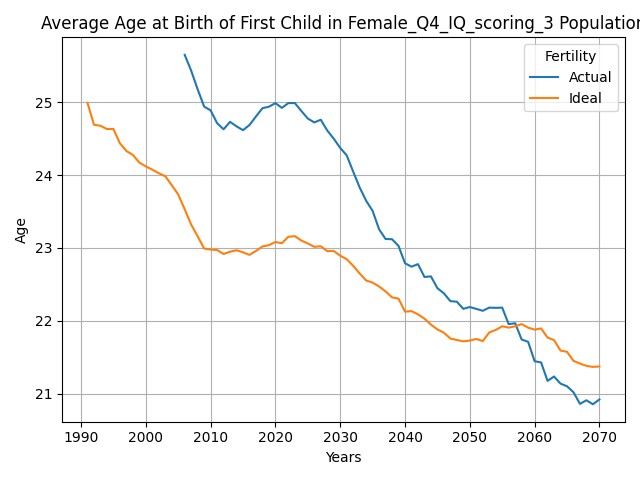 Average Age at Birth of First Child in Female_Q4_IQ_scoring_3 Population
Fertility
Actual
Ideal
25
24
23
22
21
Age
1990
2000
2010
2020
2030
2040
2050
2060
2070
Years